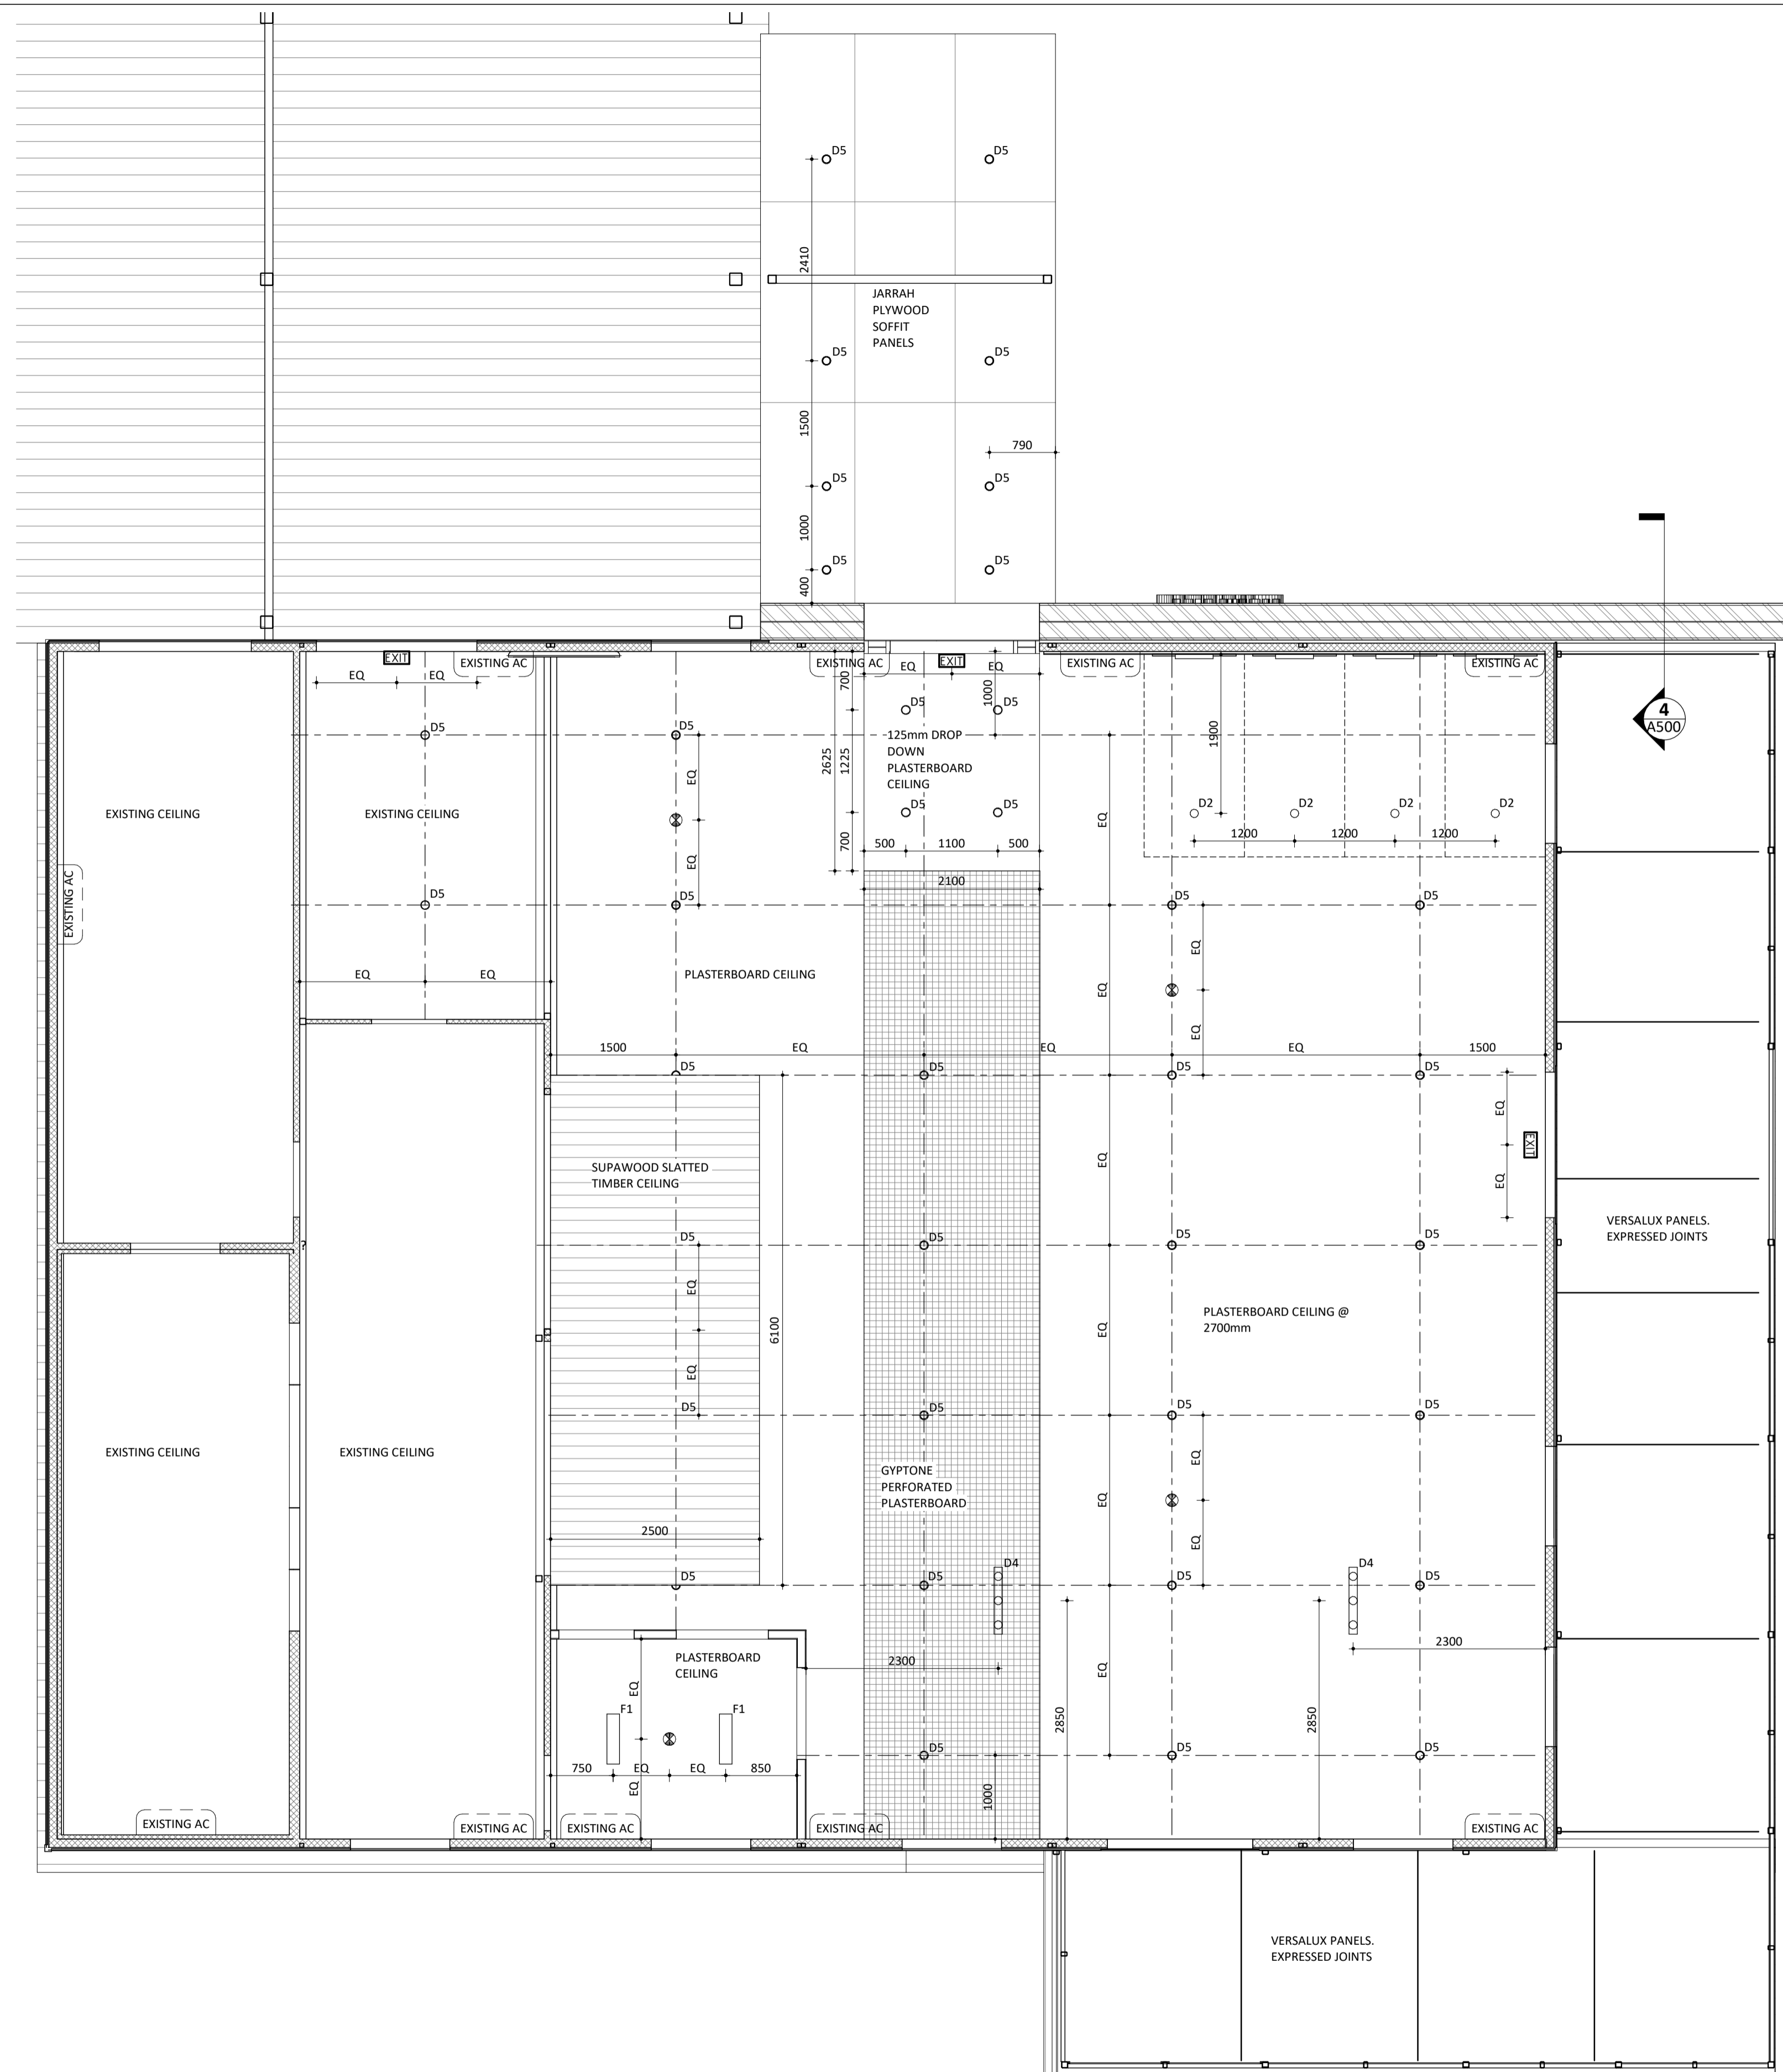 D5
D5
2410
JARRAH
PLYWOOD
SOFFIT
PANELS
D5
D5
1500
790
D5
D5
1000
D5
D5
400
4
A500
EXIT
EXISTING AC
EXISTING AC
EXIT
EXISTING AC
EXISTING AC
EQ
EQ
EQ
EQ
700
1000
D5
D5
D5
D5
125mm DROP
DOWN
PLASTERBOARD
CEILING
1900
2625
1225
EQ
D5
D5
D2
D2
D2
D2
EXISTING CEILING
EXISTING CEILING
EQ
1200
1200
1200
EQ
700
500
1100
500
2100
EXISTING AC
D5
D5
D5
D5
EQ
EQ
EQ
PLASTERBOARD CEILING
EQ
EQ
1500
EQ
EQ
EQ
1500
D5
D5
D5
D5
EQ
EQ
EXIT
EQ
SUPAWOOD SLATTED
TIMBER CEILING
VERSALUX PANELS.
EXPRESSED JOINTS
D5
D5
D5
D5
?
EQ
6100
EQ
PLASTERBOARD CEILING @
2700mm
EQ
D5
D5
D5
D5
EXISTING CEILING
EXISTING CEILING
EQ
GYPTONE
PERFORATED
PLASTERBOARD
EQ
2500
EQ
D4
D4
D5
D5
D5
D5
PLASTERBOARD
CEILING
2300
2300
EQ
EQ
F1
F1
2850
2850
D5
D5
D5
750
EQ
EQ
850
EQ
1000
EXISTING AC
EXISTING AC
EXISTING AC
EXISTING AC
EXISTING AC
VERSALUX PANELS.
EXPRESSED JOINTS